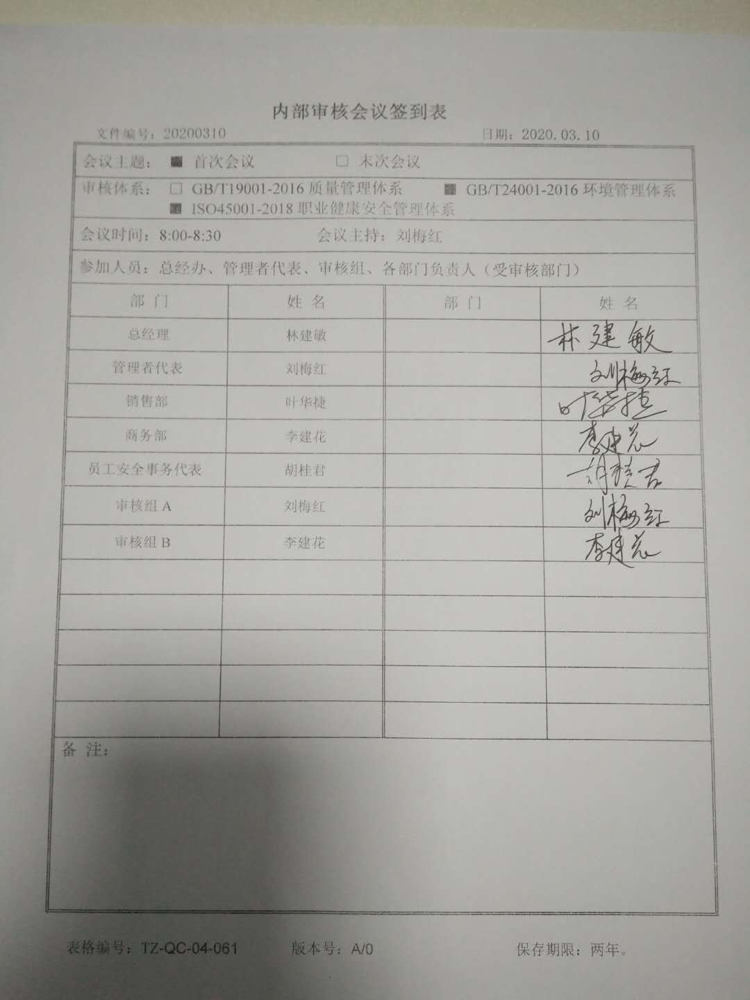 内部审核会议签到表
文件编号：20200310 日期：2020.03.10
会议主题： ■ 首次会议 □ 末次会议
审核体系： □ GB/T19001-2016 质量管理体系 ■ GB/T24001-2016 环境管理体系
■ ISO45001-2018 职业健康安全管理体系
会议时间：8:00-8:30 会议主持：刘梅红
参加人员：总经办、管理者代表、审核组、各部门负责人（受审核部门）
部 门 姓 名 部 门 姓 名
总经理 林建敏 林建敏
管理者代表 刘梅红 刘梅红
销售部 叶华捷 叶华捷
商务部 李建花 李建花
员工安全事务代表 胡桂君 胡桂君
审核组 A 刘梅红 刘梅红
审核组 B 李建花 李建花
备 注：
表格编号：TZ-QC-04-061 版本号：A/0 保存期限：两年。